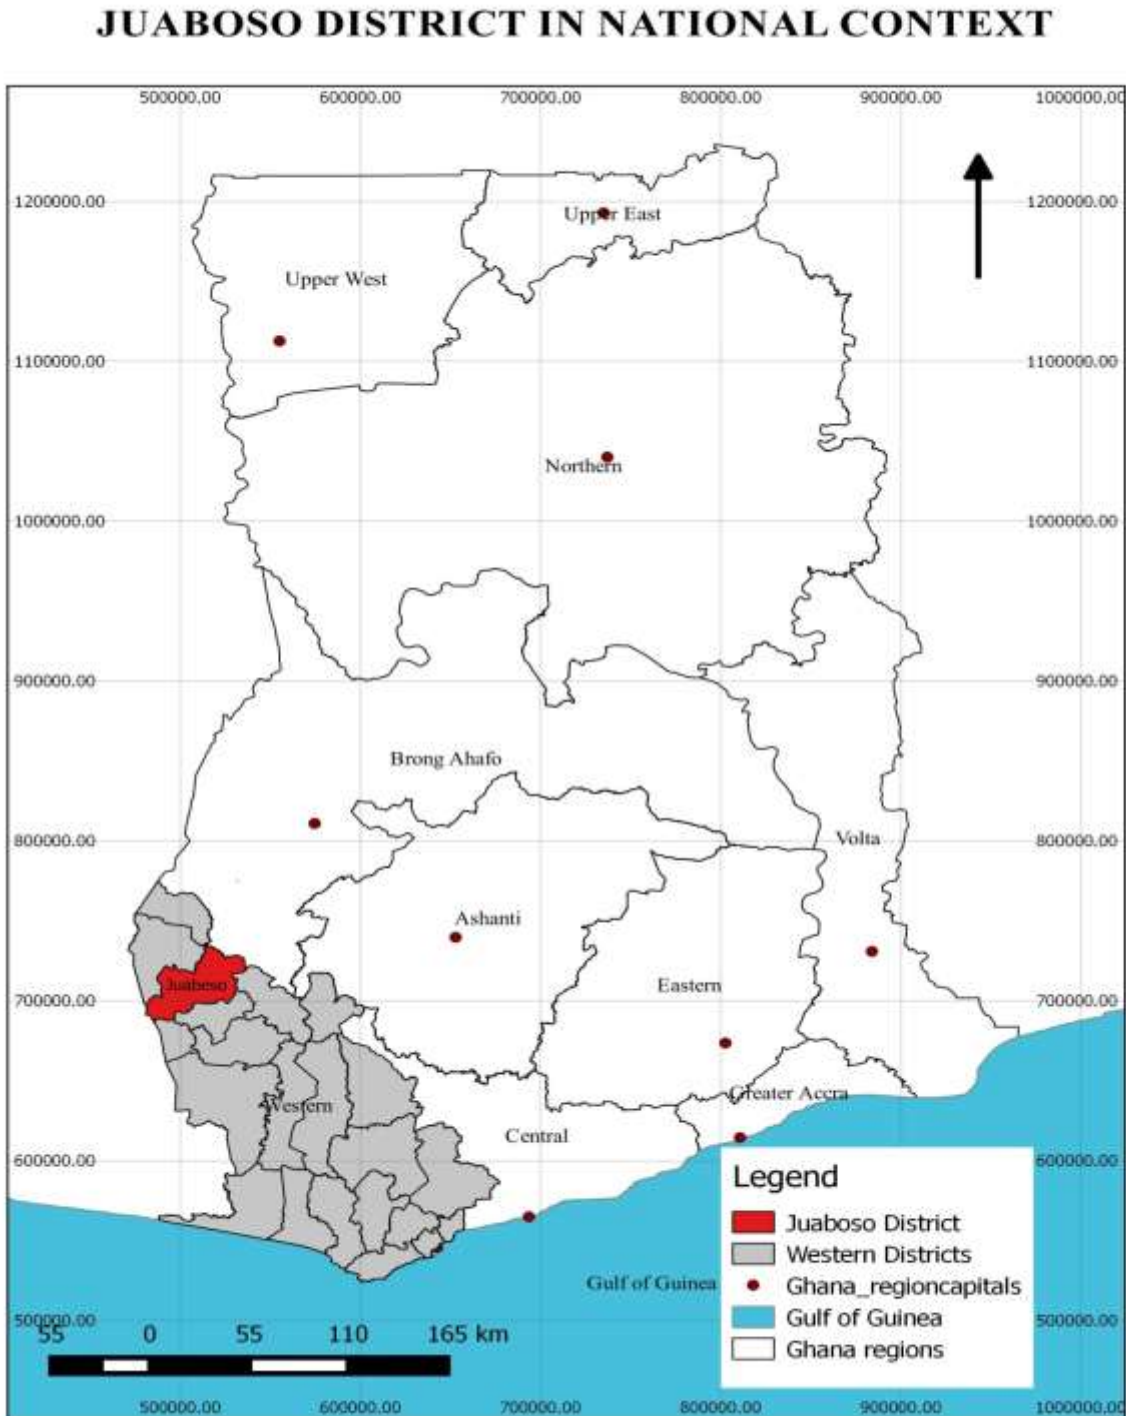 JUABOSO DISTRICT IN NATIONAL CONTEXT
500000.00 600000.00 700000.00 800000.00 900000.00 1000000.00
1200000.00 Upper East 1200000.00
Upper West
1100000.00 1100000.00
Northern
1000000.00 1000000.00
900000.00 900000.00
Brong Ahafo
800000.00 Volta 800000.00
Ashanti
Juabeso Eastern
700000.00 700000.00
Greater Accra
Western
Central
600000.00 600000.00
Legend
Juaboso District
Western Districts
Gulf of Guinea Ghana_regioncapitals
Gulf of Guinea
500000.00 500000.00
55 0 55 110 165 km
Ghana regions
500000.00 600000.00 700000.00 800000.00 900000.00 1000000.00